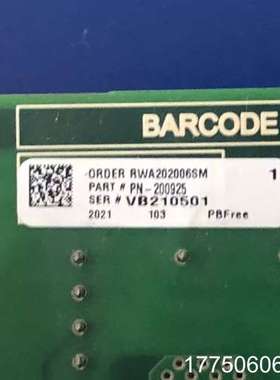 BARCODE
ORDER RWA202006SM
1
PART # PN-200925
SER # VB210501
2021 103 PBFree
17750606